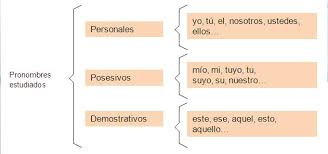 Pronombres
estudiados
Personales
yo, tú, el, nosotros, ustedes,
ellos...
Posesivos
mío, mi, tuyo, tu,
suyo, su, nuestro...
Demostrativos
este, ese, aquel, esto,
aquello...